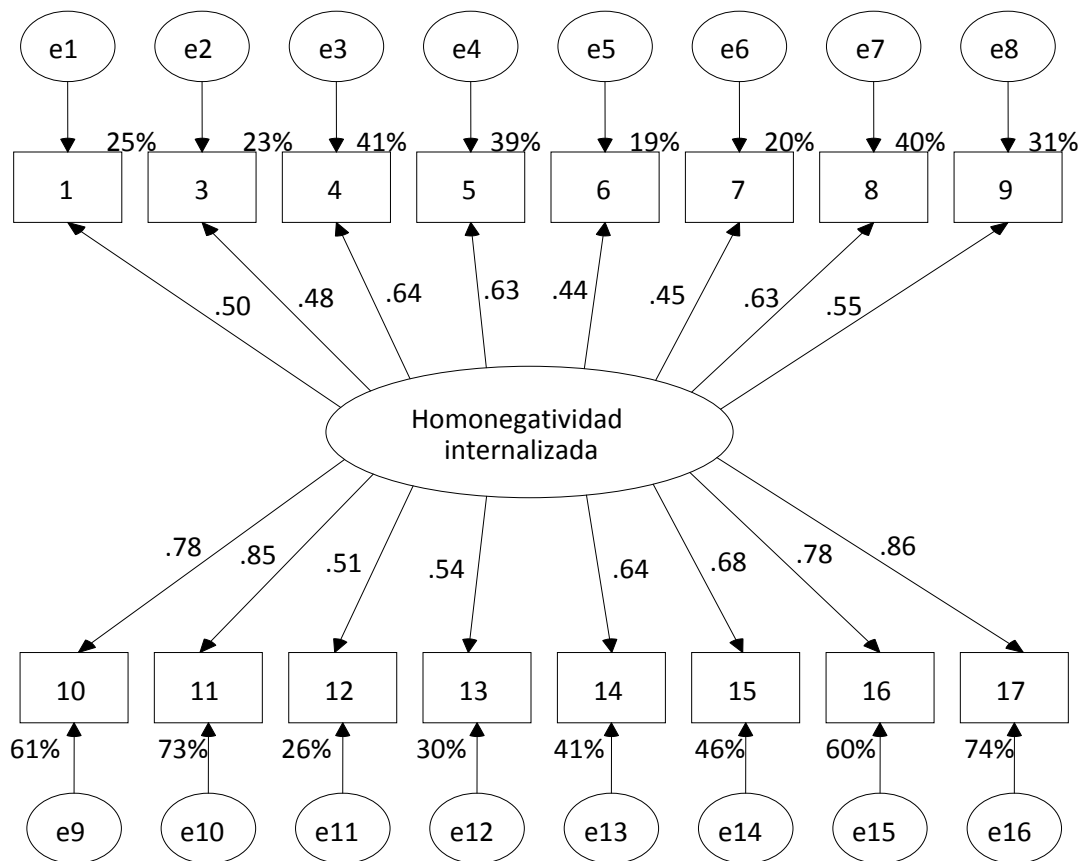 e1 e2 e3 e4 e5 e6 e7 e8
25% 23% 41% 39% 19% 20% 40% 31%
1 3 4 5 6 7 8 9
.50 .48 .64 .63 .44 .45 .63 .55
Homonegatividad
internalizada
.78 .85 .51 .54 .64 .68 .78 .86
10 11 12 13 14 15 16 17
61% 73% 26% 30% 41% 46% 60% 74%
e9 e10 e11 e12 e13 e14 e15 e16